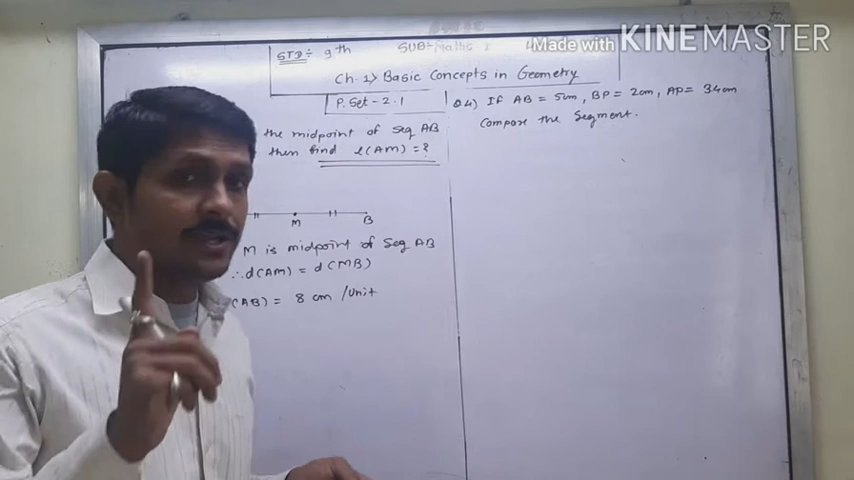 STD÷ 9th SUB÷Maths
Made with KINEMASTER
Ch. 1> Basic Concepts in Geometry
P. Set - 2.1
the midpoint of seg AB
then find l(AM) = ?
M B
M is midpoint of Seg AB
∴ d(AM) = d(MB)
(AB) = 8 cm /Unit
Q.4) If AB = 5cm, BP = 2cm, AP = 3.4cm
Compare the Segment.